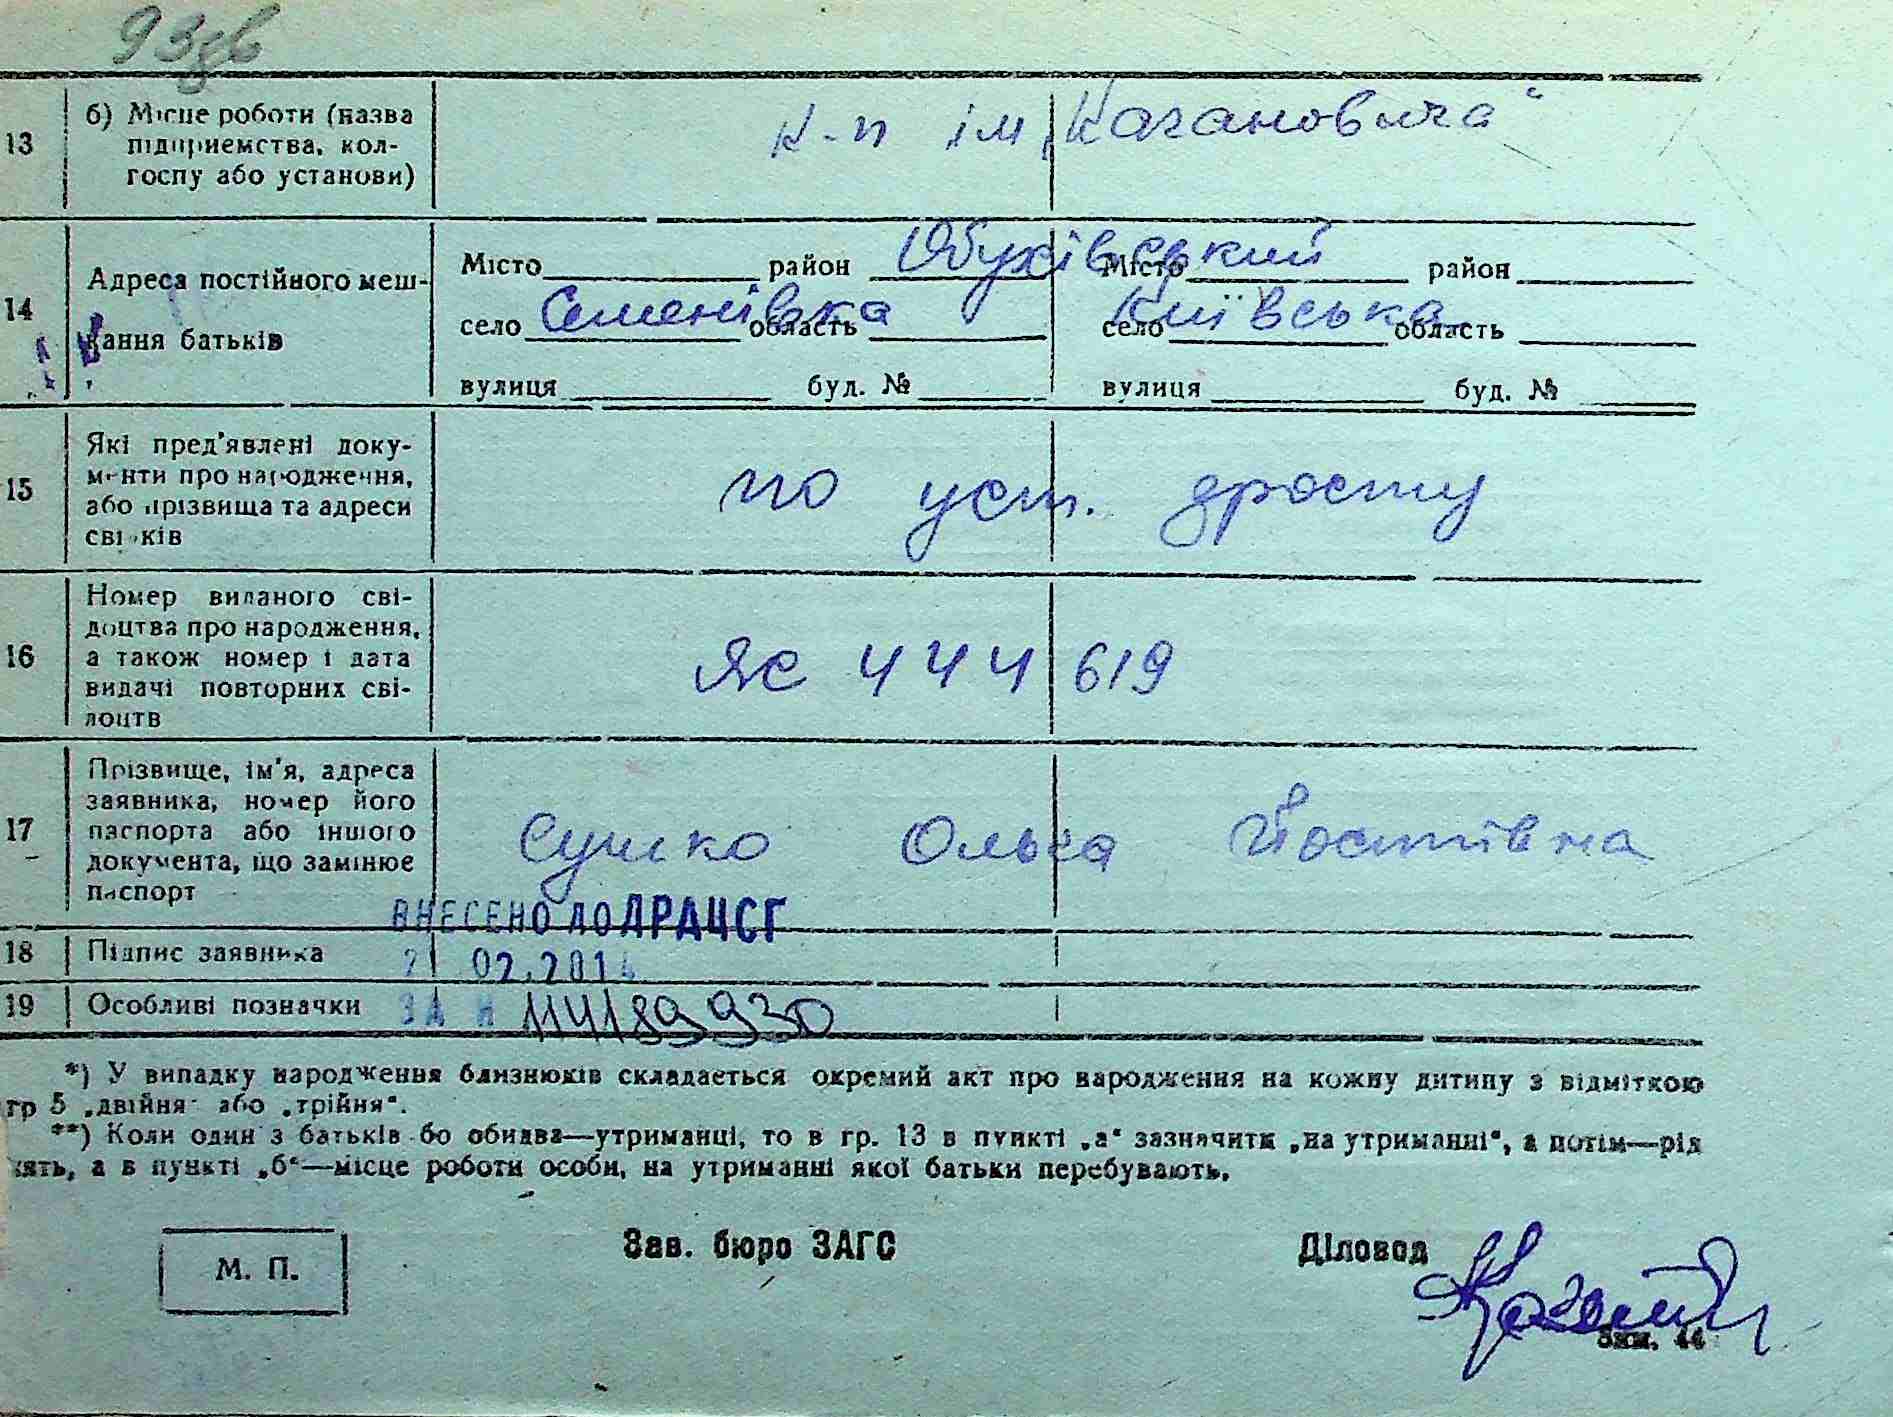 93зв
13 б) Місце роботи (назва підприємства, кол-
госпу або установи)
к-п ім „Кагановича“
14 Адреса постійного меш-
кання батьків
Місто район Обухівський Місто район
село Семенівка область село Київська область
вулиця буд. № вулиця буд. №
15 Які пред'явлені доку-
менти про народження,
або прізвища та адреси
свідків
по уст. зросту
16 Номер виданого сві-
доцтва про народження,
а також номер і дата
видачі повторних сві-
доцтв
ЯС 444 619
17 Прізвище, ім'я, адреса
заявника, номер його
паспорта або іншого
документа, що замінює
паспорт
Сушко Ольга
ВНЕСЕНО ДО ДРАЦСГ
18 Підпис заявника
21 02.201
19 Особливі позначки
ЗА № 114189930
*) У випадку народження близнюків складається окремий акт про народження на кожну дитину з відміткою
гр 5 „двійня“ або „трійня“.
**) Коли один з батьків бо обидва—утриманці, то в гр. 13 в пункті „а“ зазначити „на утриманні“, а потім—рід
нять, а в пункті „б“—місце роботи особи, на утриманні якої батьки перебувають.
М. П.
Зав. бюро ЗАГС
Діловод
Зам. 44